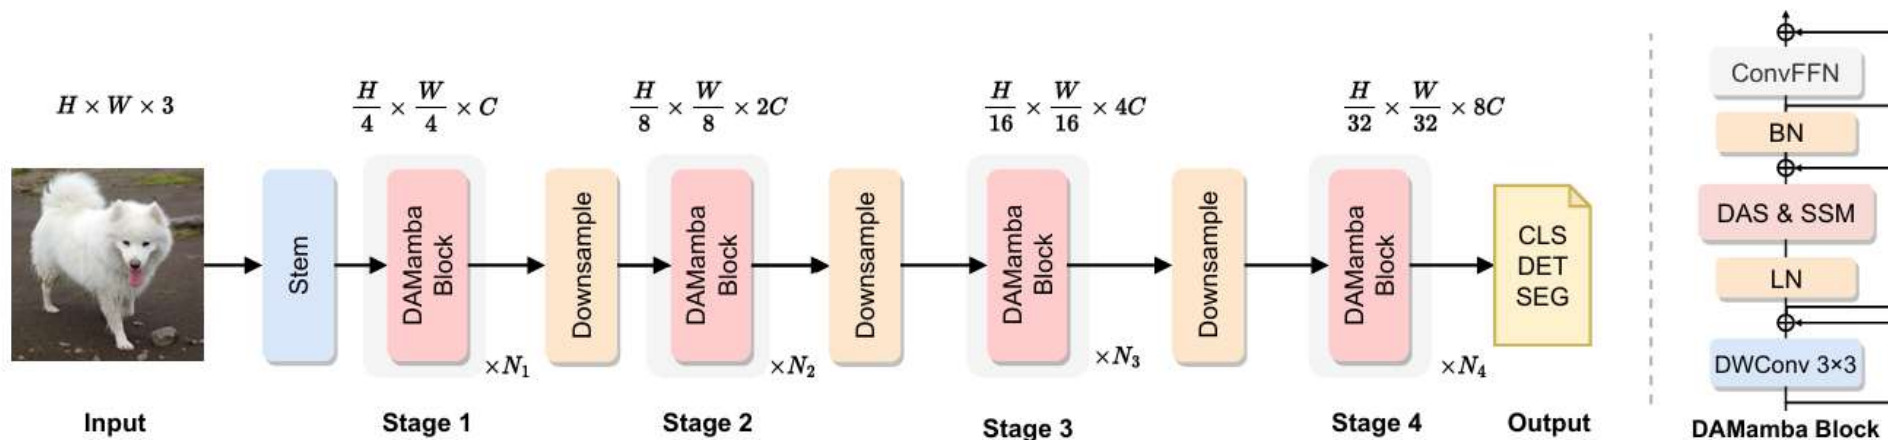 H × W × 3
H/4 × W/4 × C
H/8 × W/8 × 2C
H/16 × W/16 × 4C
H/32 × W/32 × 8C
Stem
DAMamba
Block
×N₁
Downsample
DAMamba
Block
×N₂
Downsample
DAMamba
Block
×N₃
Downsample
DAMamba
Block
×N₄
CLS
DET
SEG
Input
Stage 1
Stage 2
Stage 3
Stage 4
Output
ConvFFN
BN
DAS & SSM
LN
DWConv 3×3
DAMamba Block